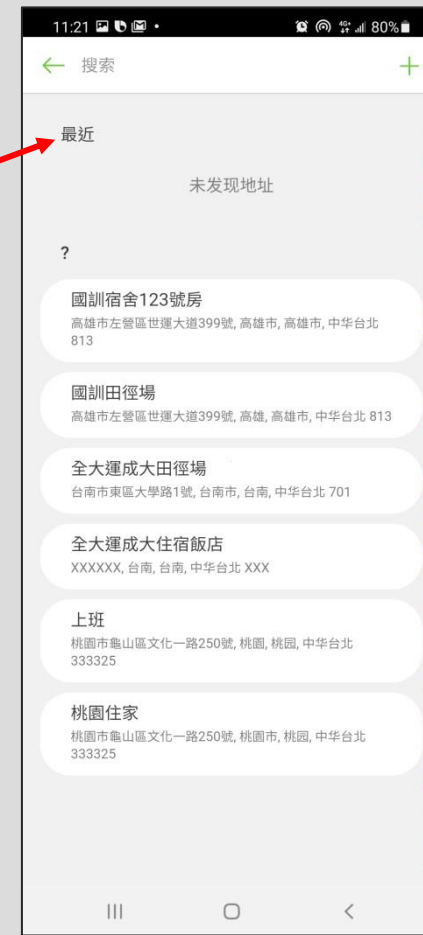 11:21
4G+
80%
搜索
最近
未发现地址
?
國訓宿舍123號房
高雄市左營區世運大道399號, 高雄市, 高雄市, 中华台北
813
國訓田徑場
高雄市左營區世運大道399號, 高雄, 高雄市, 中华台北 813
全大運成大田徑場
台南市東區大學路1號, 台南市, 台南, 中华台北 701
全大運成大住宿飯店
XXXXXX, 台南, 台南, 中华台北 XXX
上班
桃園市龜山區文化一路250號, 桃園, 桃园, 中华台北
333325
桃園住家
桃園市龜山區文化一路250號, 桃園市, 桃园, 中华台北
333325